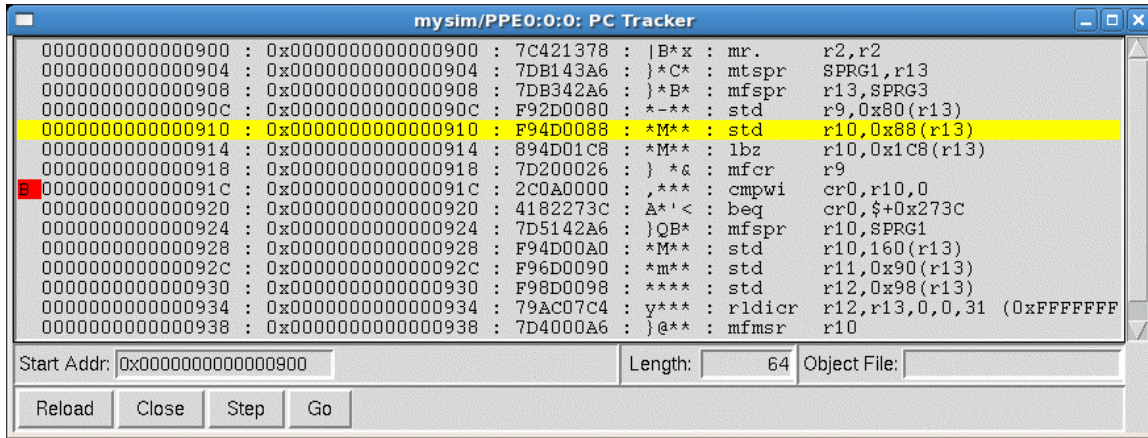 mysim/PPE0:0:0: PC Tracker
0000000000000900 : 0x0000000000000900 : 7C421378 : |B*x : mr. r2,r2
0000000000000904 : 0x0000000000000904 : 7DB143A6 : }*C* : mtspr SPRG1,r13
0000000000000908 : 0x0000000000000908 : 7DB342A6 : }*B* : mfspr r13,SPRG3
000000000000090C : 0x000000000000090C : F92D0080 : *-** : std r9,0x80(r13)
0000000000000910 : 0x0000000000000910 : F94D0088 : *M** : std r10,0x88(r13)
0000000000000914 : 0x0000000000000914 : 894D01C8 : *M** : lbz r10,0x1C8(r13)
0000000000000918 : 0x0000000000000918 : 7D200026 : } *& : mfcr r9
B 000000000000091C : 0x000000000000091C : 2C0A0000 : ,*** : cmpwi cr0,r10,0
0000000000000920 : 0x0000000000000920 : 4182273C : A*'< : beq cr0,$+0x273C
0000000000000924 : 0x0000000000000924 : 7D5142A6 : }QB* : mfspr r10,SPRG1
0000000000000928 : 0x0000000000000928 : F94D00A0 : *M** : std r10,160(r13)
000000000000092C : 0x000000000000092C : F96D0090 : *m** : std r11,0x90(r13)
0000000000000930 : 0x0000000000000930 : F98D0098 : **** : std r12,0x98(r13)
0000000000000934 : 0x0000000000000934 : 79AC07C4 : y*** : rldicr r12,r13,0,0,31 (0xFFFFFFF
0000000000000938 : 0x0000000000000938 : 7D4000A6 : }@** : mfmsr r10
Start Addr: 0x0000000000000900 Length: 64 Object File:
Reload Close Step Go